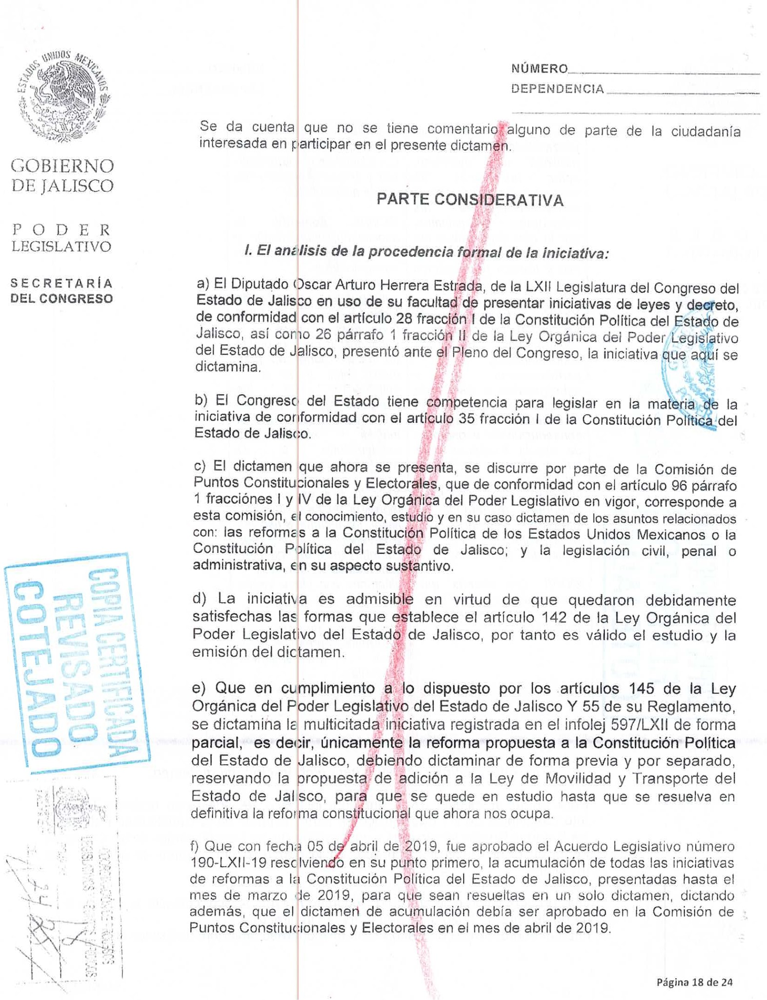 ESTADOS UNIDOS MEXICANOS
NÚMERO
DEPENDENCIA
GOBIERNO
DE JALISCO
PODER
LEGISLATIVO
SECRETARÍA
DEL CONGRESO
Se da cuenta que no se tiene comentario alguno de parte de la ciudadanía
interesada en participar en el presente dictamen.
PARTE CONSIDERATIVA
I. El análisis de la procedencia formal de la iniciativa:
a) El Diputado Oscar Arturo Herrera Estrada, de la LXII Legislatura del Congreso del
Estado de Jalisco en uso de su facultad de presentar iniciativas de leyes y decreto,
de conformidad con el artículo 28 fracción I de la Constitución Política del Estado de
Jalisco, así como 26 párrafo 1 fracción II de la Ley Orgánica del Poder Legislativo
del Estado de Jalisco, presentó ante el Pleno del Congreso, la iniciativa que aquí se
dictamina.
b) El Congreso del Estado tiene competencia para legislar en la materia de la
iniciativa de conformidad con el artículo 35 fracción I de la Constitución Política del
Estado de Jalisco.
c) El dictamen que ahora se presenta, se discurre por parte de la Comisión de
Puntos Constitucionales y Electorales, que de conformidad con el artículo 96 párrafo
1 fracciónes I y IV de la Ley Orgánica del Poder Legislativo en vigor, corresponde a
esta comisión, el conocimiento, estudio y en su caso dictamen de los asuntos relacionados
con: las reformas a la Constitución Política de los Estados Unidos Mexicanos o la
Constitución Política del Estado de Jalisco; y la legislación civil, penal o
administrativa, en su aspecto sustantivo.
d) La iniciativa es admisible en virtud de que quedaron debidamente
satisfechas las formas que establece el artículo 142 de la Ley Orgánica del
Poder Legislativo del Estado de Jalisco, por tanto es válido el estudio y la
emisión del dictamen.
e) Que en cumplimiento a lo dispuesto por los artículos 145 de la Ley
Orgánica del Poder Legislativo del Estado de Jalisco Y 55 de su Reglamento,
se dictamina la multicitada iniciativa registrada en el infolej 597/LXII de forma
parcial, es decir, únicamente la reforma propuesta a la Constitución Política
del Estado de Jalisco, debiendo dictaminar de forma previa y por separado,
reservando la propuesta de adición a la Ley de Movilidad y Transporte del
Estado de Jalisco, para que se quede en estudio hasta que se resuelva en
definitiva la reforma constitucional que ahora nos ocupa.
f) Que con fecha 05 de abril de 2019, fue aprobado el Acuerdo Legislativo número
190-LXII-19 resolviendo en su punto primero, la acumulación de todas las iniciativas
de reformas a la Constitución Política del Estado de Jalisco, presentadas hasta el
mes de marzo de 2019, para que sean resueltas en un solo dictamen, dictando
además, que el dictamen de acumulación debía ser aprobado en la Comisión de
Puntos Constitucionales y Electorales en el mes de abril de 2019.
COPIA CERTIFICADA
REVISADO
COTEJADO
Página 18 de 24